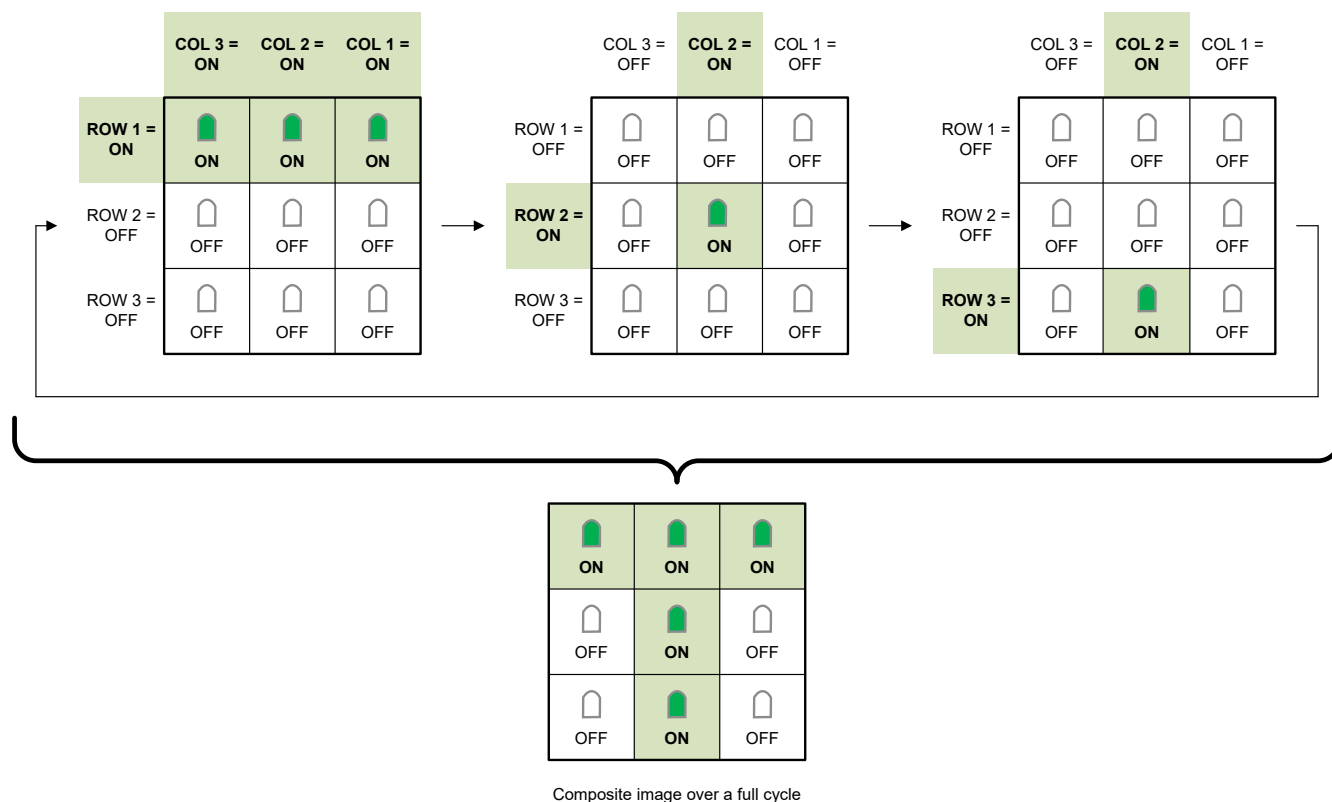 COL 3 = COL 2 = COL 1 =
ON ON ON
ROW 1 =
ON
ON ON ON
ROW 2 =
OFF
OFF OFF OFF
ROW 3 =
OFF
OFF OFF OFF
COL 3 = COL 2 = COL 1 =
OFF ON OFF
ROW 1 =
OFF
OFF OFF OFF
ROW 2 =
ON
OFF ON OFF
ROW 3 =
OFF
OFF OFF OFF
COL 3 = COL 2 = COL 1 =
OFF ON OFF
ROW 1 =
OFF
OFF OFF OFF
ROW 2 =
OFF
OFF OFF OFF
ROW 3 =
ON
OFF ON OFF
ON ON ON
OFF ON OFF
OFF ON OFF
Composite image over a full cycle